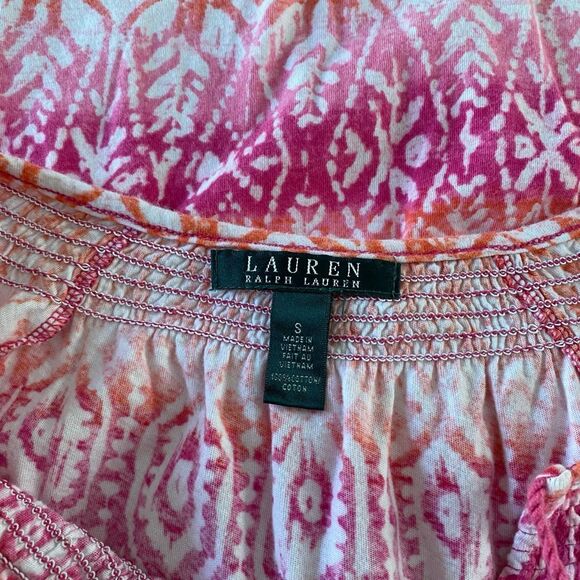 LAUREN
RALPH LAUREN
S
MADE IN
VIETNAM
FAIT AU
VIETNAM
100% COTTON/
COTON